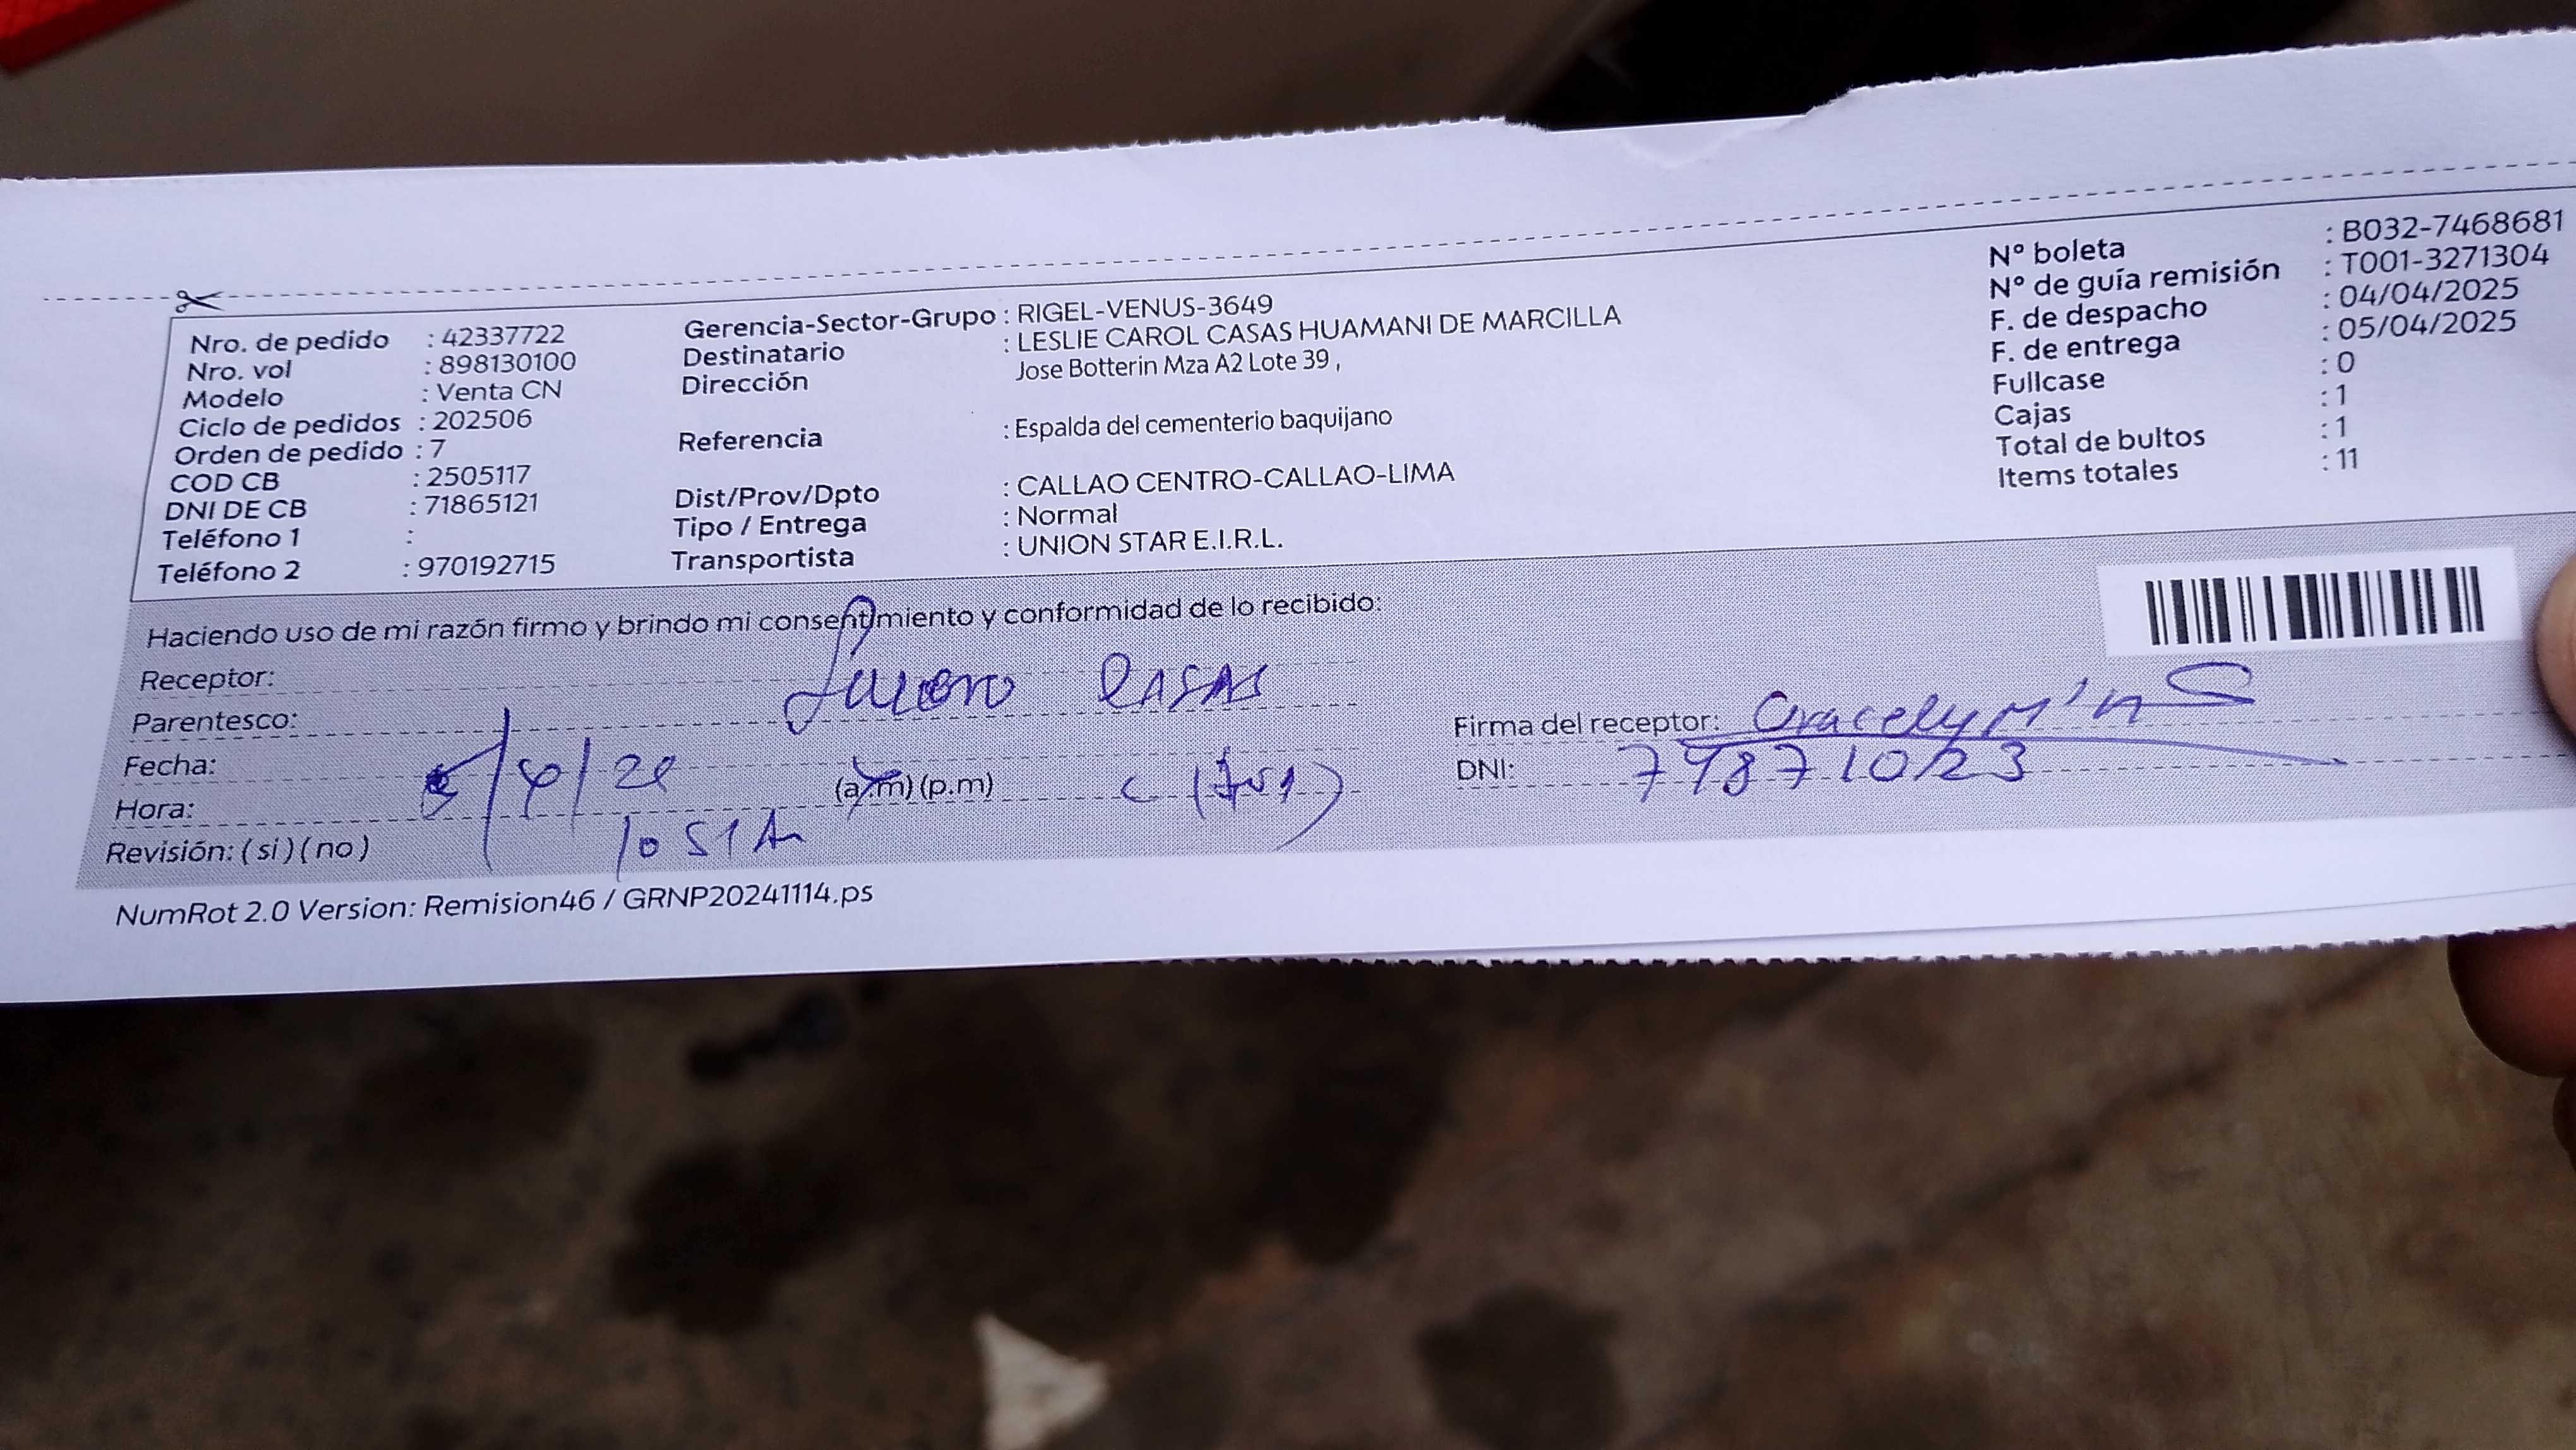 Nro. de pedido : 42337722
Nro. vol : 898130100
Modelo : Venta CN
Ciclo de pedidos : 202506
Orden de pedido : 7
COD CB : 2505117
DNI DE CB : 71865121
Teléfono 1 :
Teléfono 2 : 970192715
Gerencia-Sector-Grupo : RIGEL-VENUS-3649
Destinatario : LESLIE CAROL CASAS HUAMANI DE MARCILLA
Dirección Jose Botterin Mza A2 Lote 39 ,
Referencia : Espalda del cementerio baquijano
Dist/Prov/Dpto : CALLAO CENTRO-CALLAO-LIMA
Tipo / Entrega : Normal
Transportista : UNION STAR E.I.R.L.
Nº boleta : B032-7468681
Nº de guía remisión : T001-3271304
F. de despacho : 04/04/2025
F. de entrega : 05/04/2025
Fullcase : 0
Cajas : 1
Total de bultos : 1
Items totales : 11
Haciendo uso de mi razón firmo y brindo mi consentimiento y conformidad de lo recibido:
Receptor: Casas
Parentesco:
Fecha:
Hora: (a.m) (p.m)
Revisión: ( si ) ( no )
Firma del receptor:
DNI:
NumRot 2.0 Version: Remision46 / GRNP20241114.ps